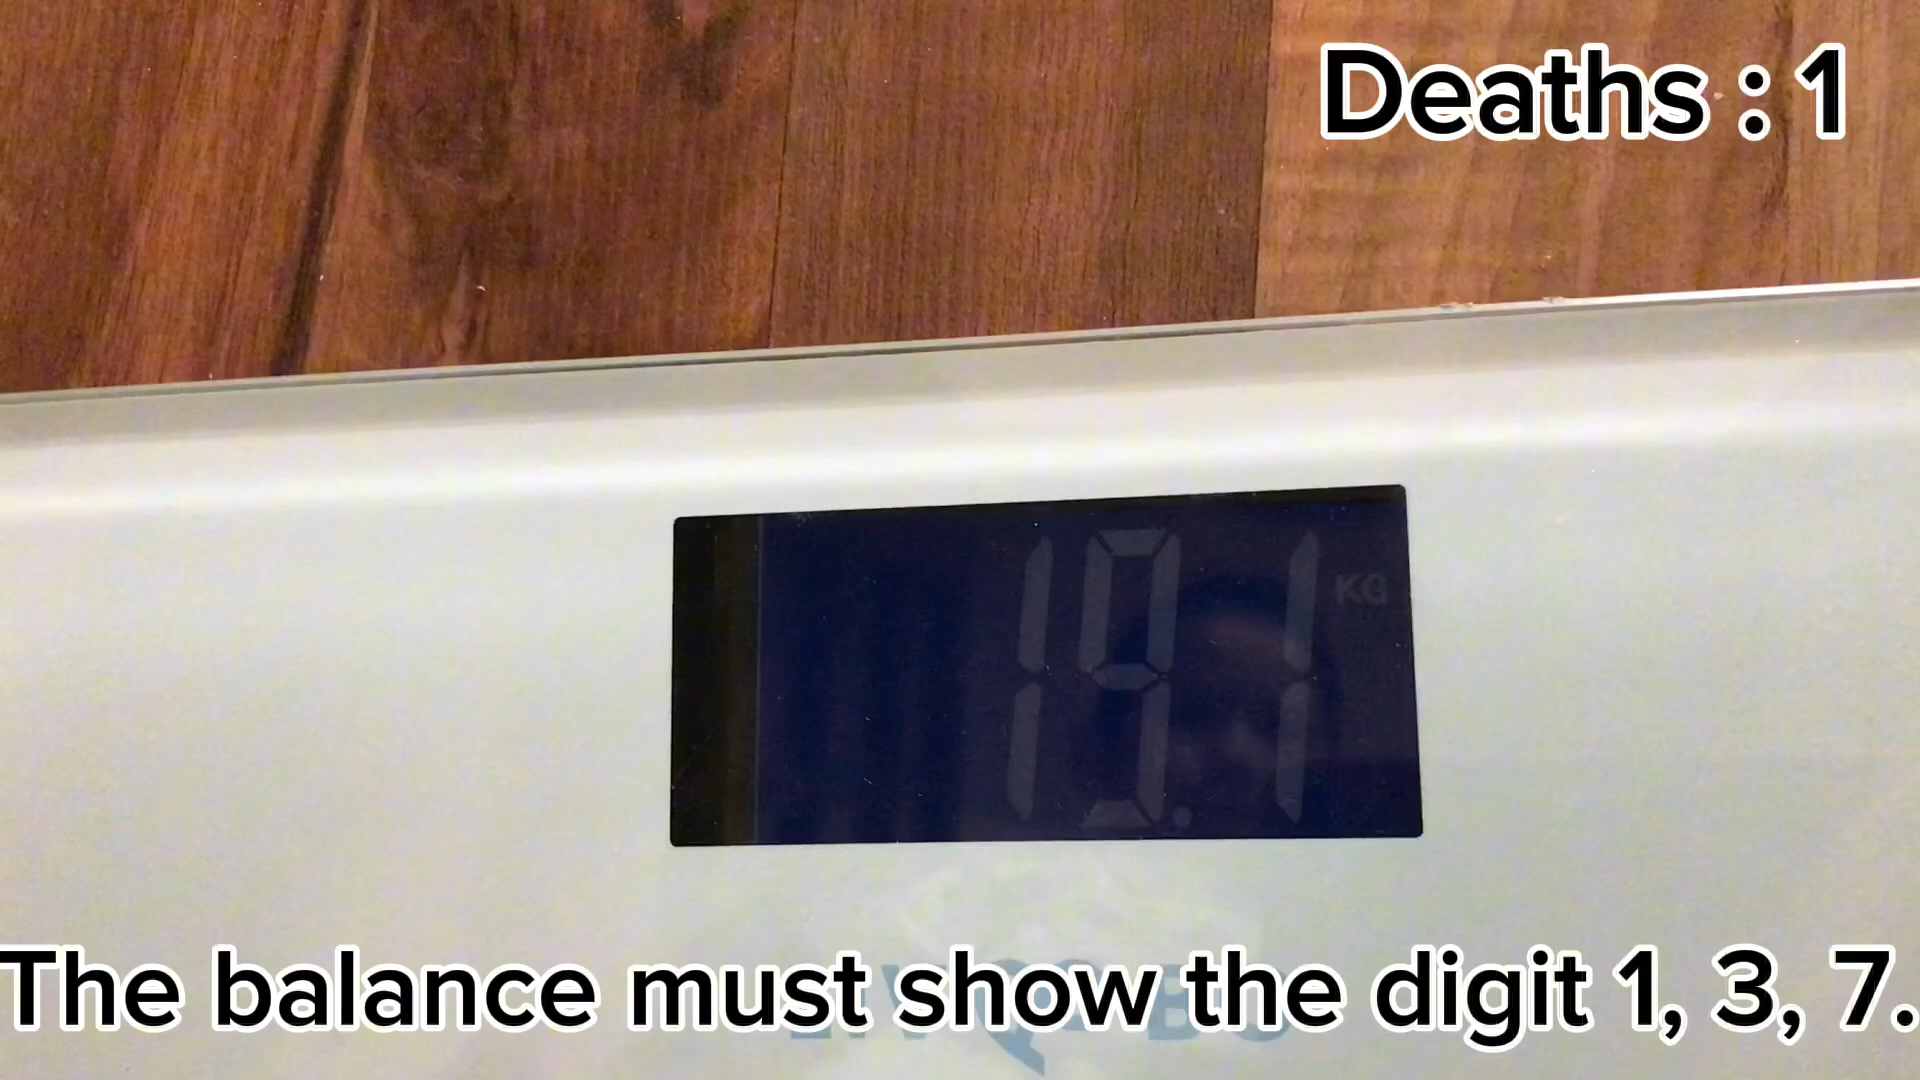 Deaths : 1
19.1 KG
The balance must show the digit 1, 3, 7.